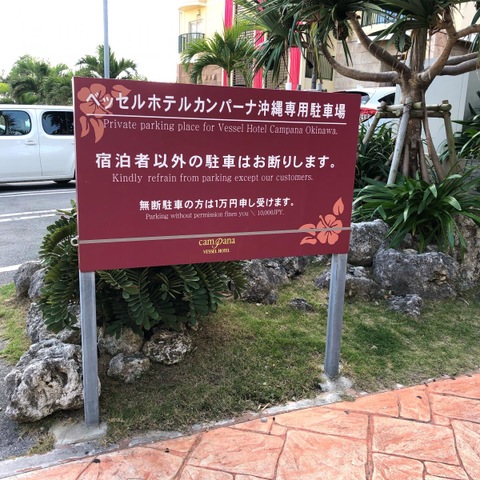 ベッセルホテルカンパーナ沖縄専用駐車場
Private parking place for Vessel Hotel Campana Okinawa.
宿泊者以外の駐車はお断りします。
Kindly refrain from parking except our customers.
無断駐車の方は1万円申し受けます。
Parking without permission fines you \ 10,000JPY.
campana
VESSEL HOTEL